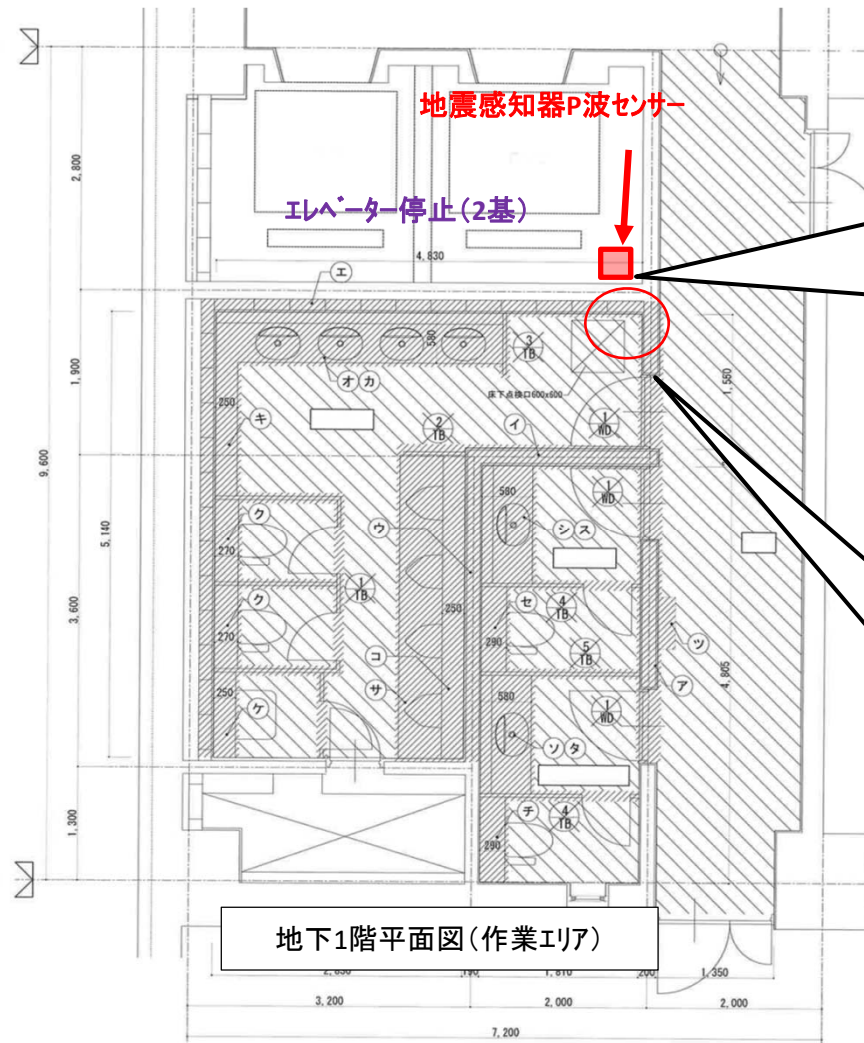 地震感知器P波センサー
エレベーター停止(2基)
2,800
4,830
エ
580
3
TB
1,900
オ カ
床下点検口600x600
1,550
250
キ
2
TB
イ
1
WD
9,600
5,140
580
1
WD
シ ス
ク
270
ウ
1
TB
3,600
ク
270
250
290
セ
4
TB
5
TB
ツ
ア
4,805
コ
サ
250
ケ
580
1
WD
ソ タ
1,300
チ
4
TB
290
地下1階平面図(作業エリア)
2,850
190
1,810
200
1,350
3,200
2,000
2,000
7,200